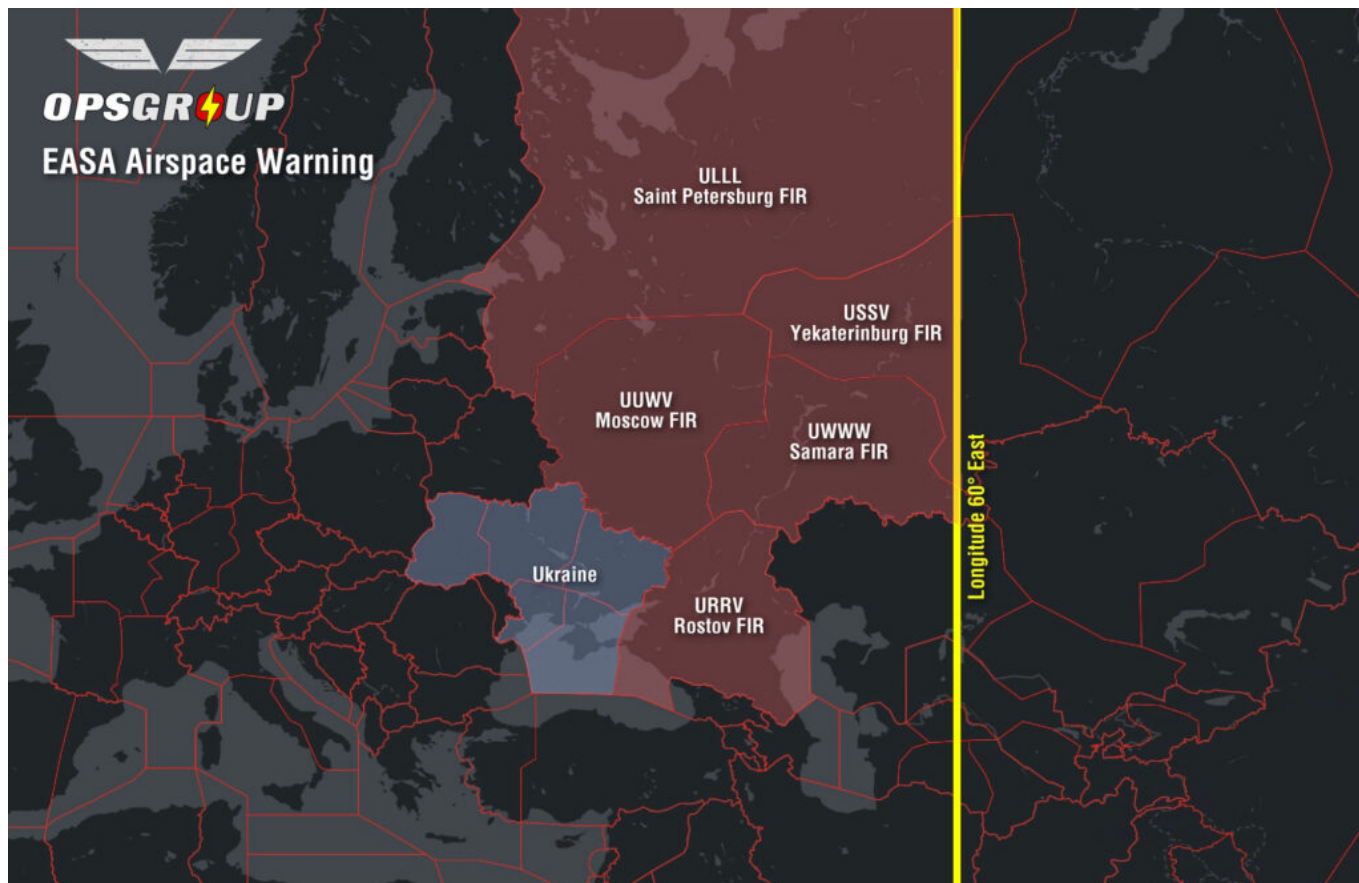 OPSGROUP
EASA Airspace Warning
ULLL
Saint Petersburg FIR
USSV
Yekaterinburg FIR
UUWV
Moscow FIR
UWWW
Samara FIR
Longitude 60° East
Ukraine
URRV
Rostov FIR